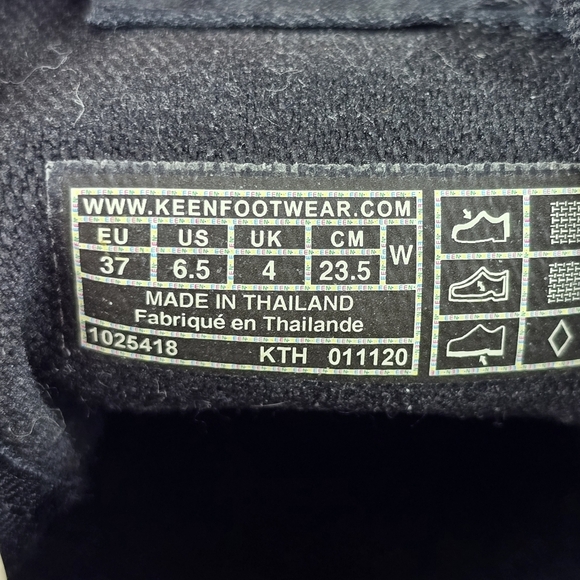 WWW.KEENFOOTWEAR.COM
EU US UK CM W
37 6.5 4 23.5
MADE IN THAILAND
Fabriqué en Thaïlande
1025418 KTH 011120